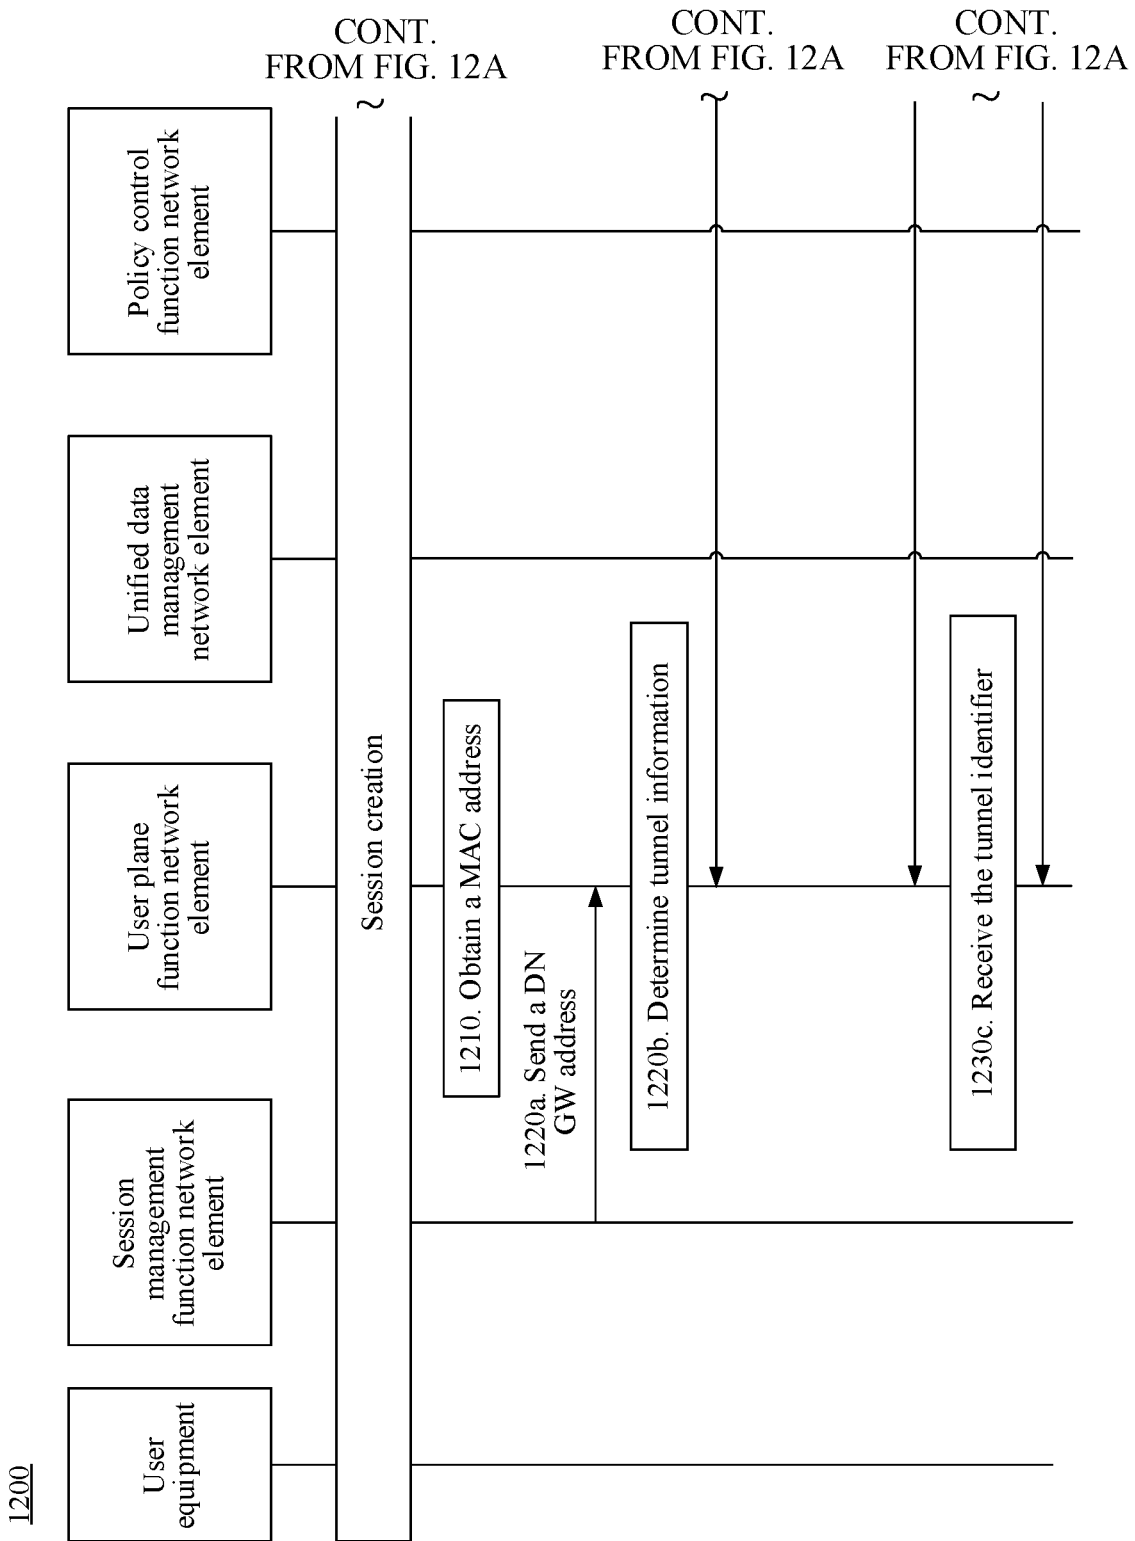 1200
User
equipment
Session
management
function network
element
User plane
function network
element
Unified data
management
network element
Policy control
function network
element
CONT.
FROM FIG. 12A
Session creation
1210. Obtain a MAC address
1220a. Send a DN
GW address
1220b. Determine tunnel information
CONT.
FROM FIG. 12A
1230c. Receive the tunnel identifier
CONT.
FROM FIG. 12A